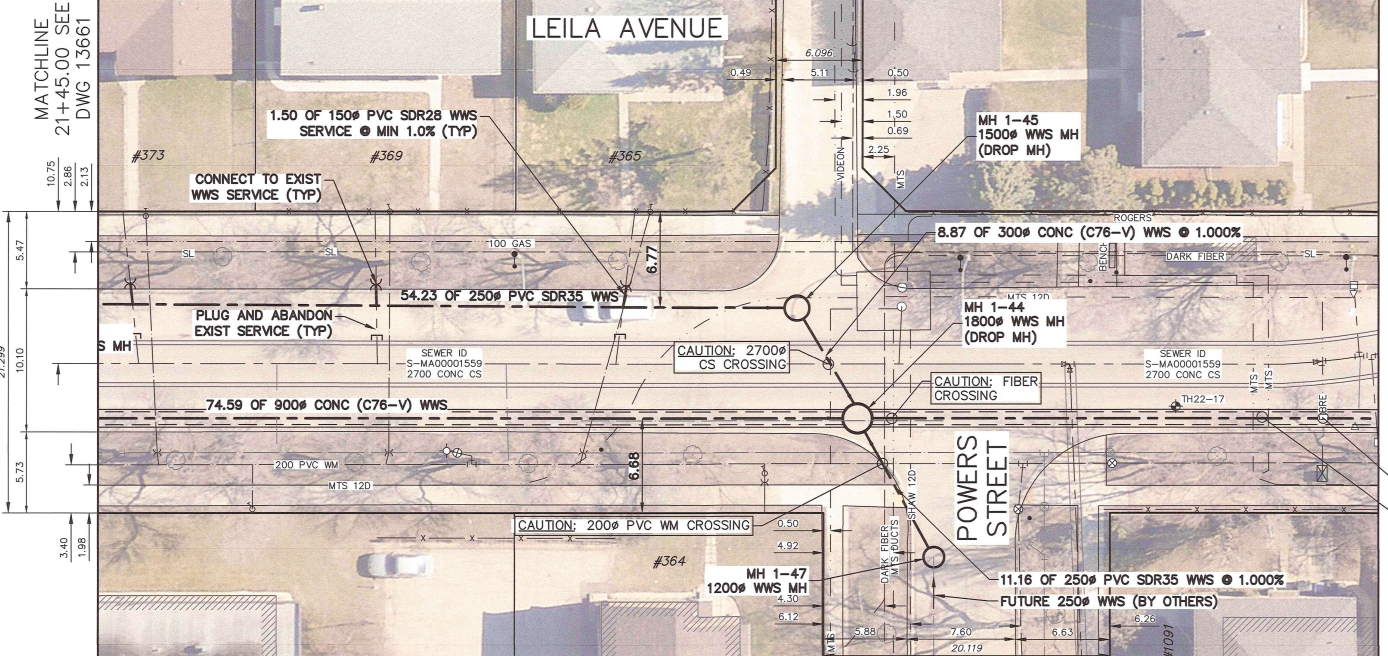 LEILA AVENUE
MATCHLINE
21+45.00 SEE
DWG 13661
6.096
0.49
5.11
0.50
1.96
1.50
0.69
2.25
VIDEON
MTS
1.50 OF 150ø PVC SDR28 WWS
SERVICE @ MIN 1.0% (TYP)
MH 1-45
1500ø WWS MH
(DROP MH)
#373
#369
#365
10.75
2.86
2.13
CONNECT TO EXIST
WWS SERVICE (TYP)
ROGERS
8.87 OF 300ø CONC (C76-V) WWS @ 1.000%
5.47
SL
SL
100 GAS
6.77
BENCH
DARK FIBER
SL
54.23 OF 250ø PVC SDR35 WWS
MTS 12D
PLUG AND ABANDON
EXIST SERVICE (TYP)
MH 1-44
1800ø WWS MH
(DROP MH)
S MH
21.299
10.10
SEWER ID
S-MA00001559
2700 CONC CS
CAUTION: 2700ø
CS CROSSING
SEWER ID
S-MA00001559
2700 CONC CS
CAUTION: FIBER
CROSSING
MTS
MTS
74.59 OF 900ø CONC (C76-V) WWS
TH22-17
5.73
200 PVC WM
6.68
MTS 12D
SHAW 12D
POWERS
STREET
3.40
1.98
CAUTION: 200ø PVC WM CROSSING
0.50
4.92
DARK FIBER
MTS DUCTS
#364
MH 1-47
1200ø WWS MH
11.16 OF 250ø PVC SDR35 WWS @ 1.000%
4.30
FUTURE 250ø WWS (BY OTHERS)
6.12
6.26
MTS
5.88
7.60
6.63
20.119
#1091